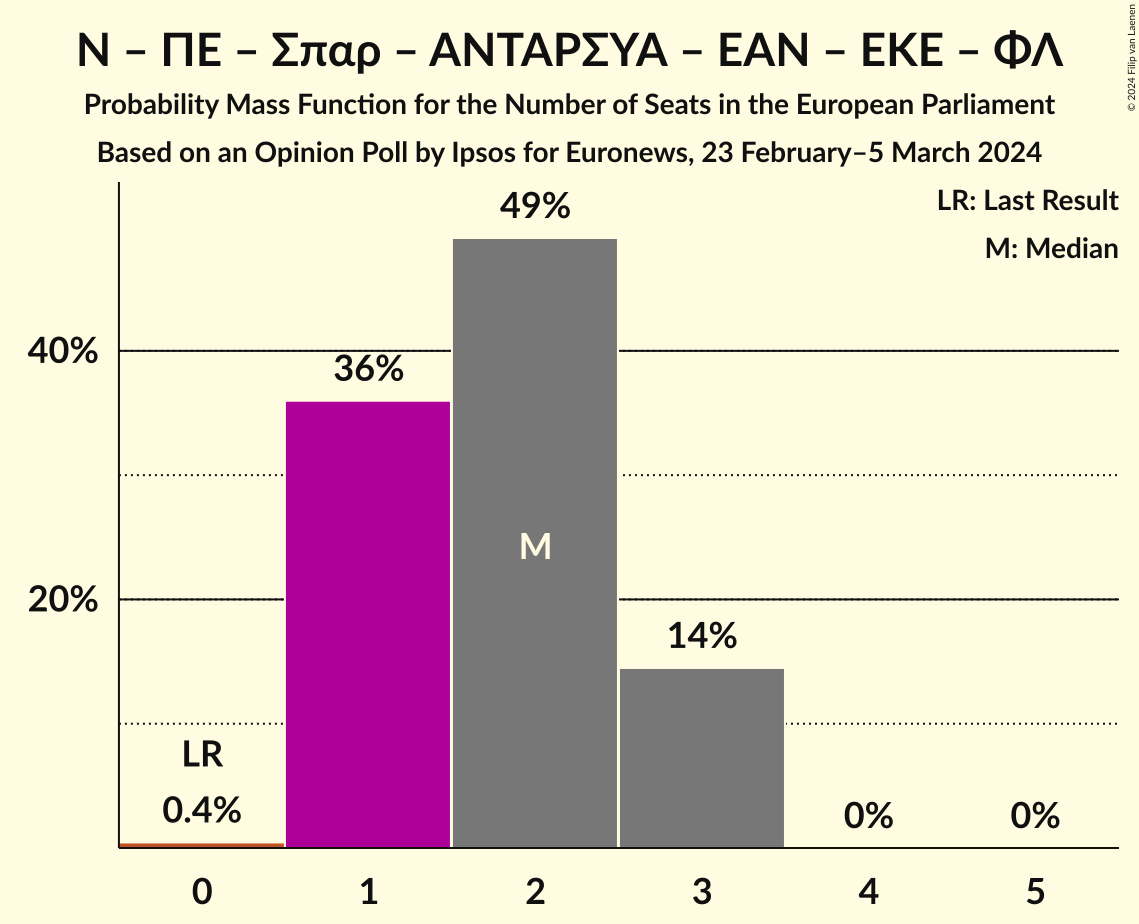 Ν – ΠΕ – Σπαρ – ΑΝΤΑΡΣΥΑ – ΕΑΝ – ΕΚΕ – ΦΛ
Probability Mass Function for the Number of Seats in the European Parliament
Based on an Opinion Poll by Ipsos for Euronews, 23 February–5 March 2024
© 2024 Filip van Laenen
LR: Last Result
M: Median
49%
40%
36%
M
20%
14%
LR
0.4%
0%
0%
0
1
2
3
4
5